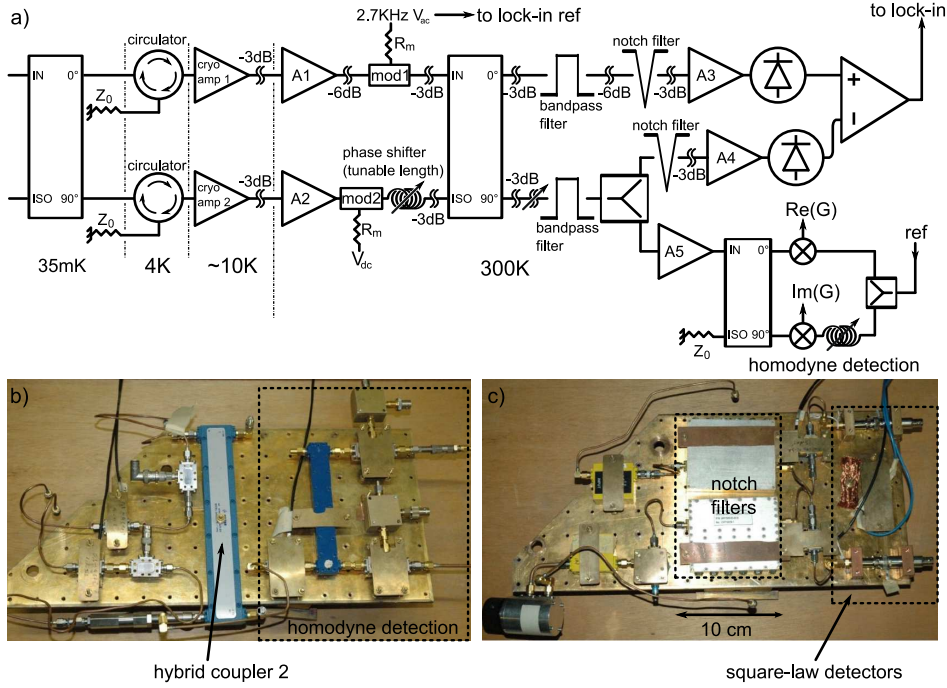 a)
2.7KHz Vac
to lock-in ref
to lock-in
circulator
cryo amp 1
-3dB
A1
-6dB
Rm
mod1
-3dB
IN 0°
Z0
IN 0°
-3dB
bandpass filter
-6dB
notch filter
-3dB
A3
+
-
notch filter
-3dB
A4
circulator
ISO 90°
Z0
cryo amp 2
-3dB
A2
phase shifter (tunable length)
mod2
Rm
Vdc
-3dB
ISO 90°
-3dB
bandpass filter
A5
IN 0°
Re(G)
ref
Im(G)
ISO 90°
Z0
homodyne detection
35mK
4K
~10K
300K
b)
homodyne detection
hybrid coupler 2
c)
notch filters
10 cm
square-law detectors